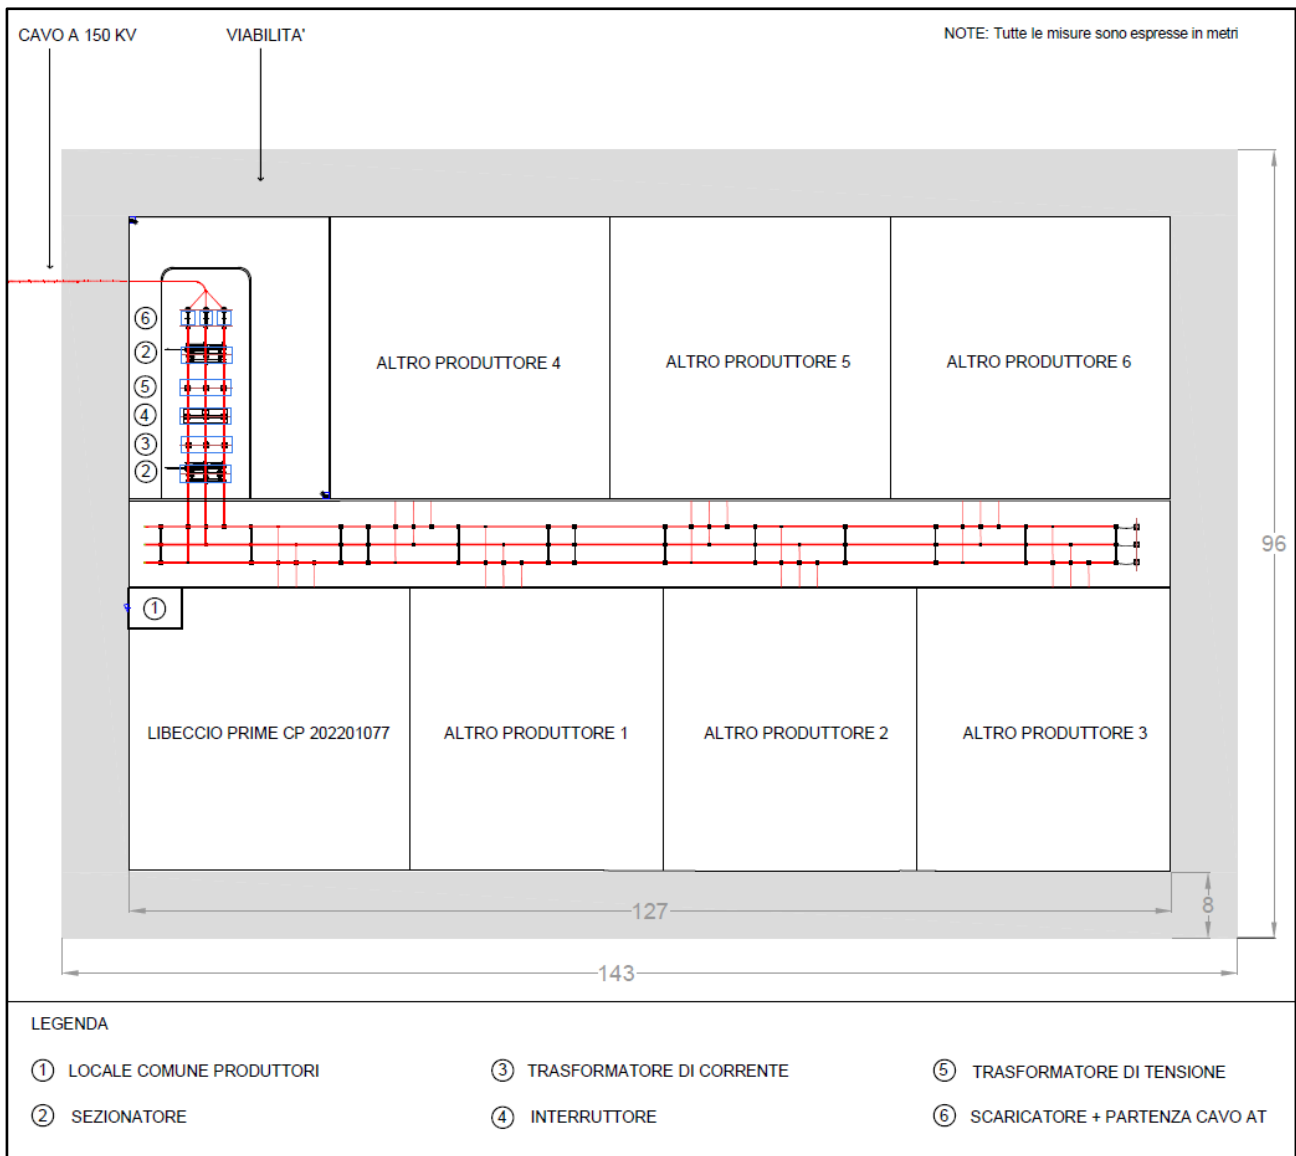 CAVO A 150 KV
VIABILITA'
NOTE: Tutte le misure sono espresse in metri
6
2
5
4
3
2
ALTRO PRODUTTORE 4
ALTRO PRODUTTORE 5
ALTRO PRODUTTORE 6
96
1
LIBECCIO PRIME CP 202201077
ALTRO PRODUTTORE 1
ALTRO PRODUTTORE 2
ALTRO PRODUTTORE 3
127
8
143
LEGENDA
1 LOCALE COMUNE PRODUTTORI
3 TRASFORMATORE DI CORRENTE
5 TRASFORMATORE DI TENSIONE
2 SEZIONATORE
4 INTERRUTTORE
6 SCARICATORE + PARTENZA CAVO AT